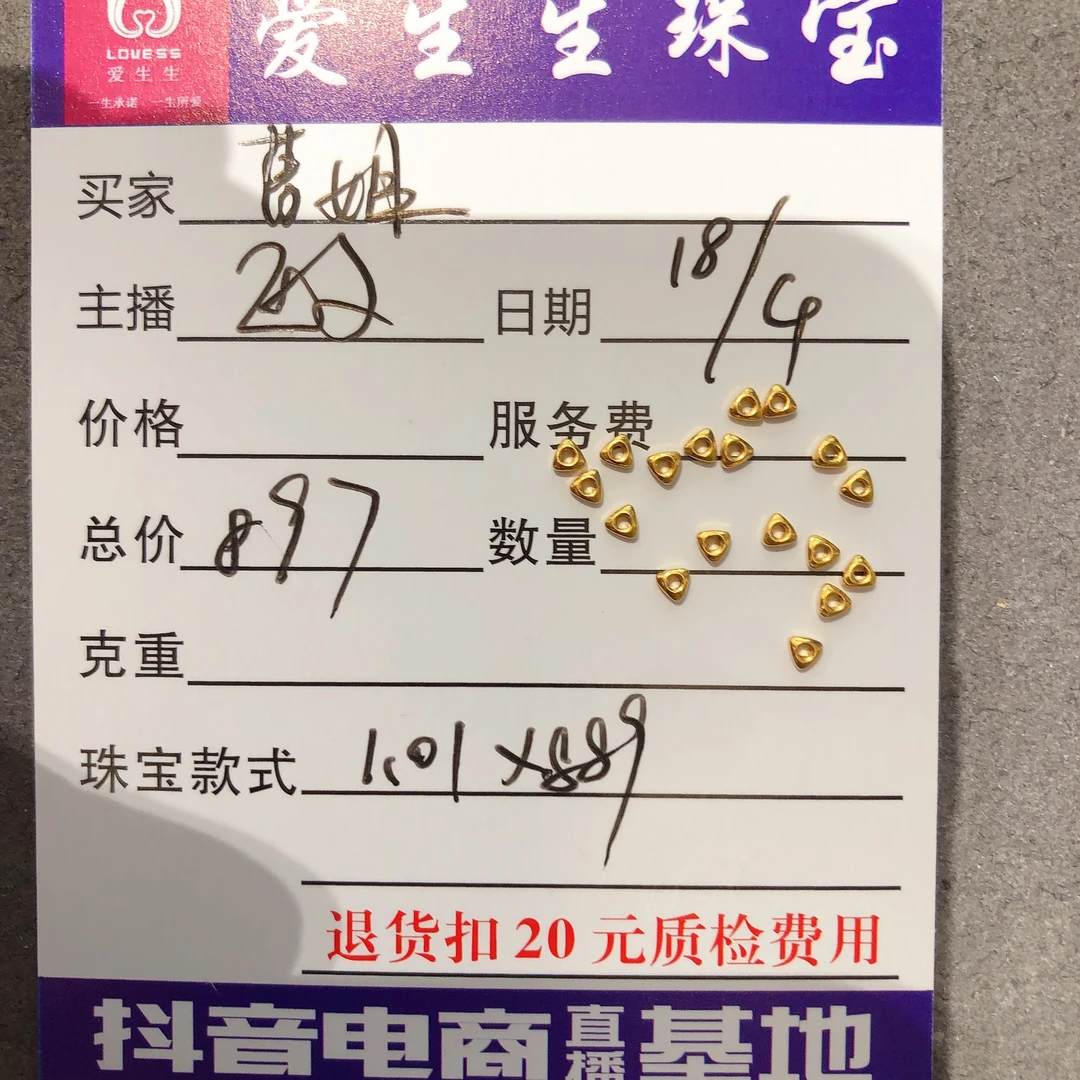 爱生生珠宝
LOVESS
爱生生
一生承诺 一生所爱
买家
主播 日期 18/4
价格 服务费
总价 897 数量
克重
珠宝款式 1.01×889
退货扣20元质检费用
抖音电商直播基地